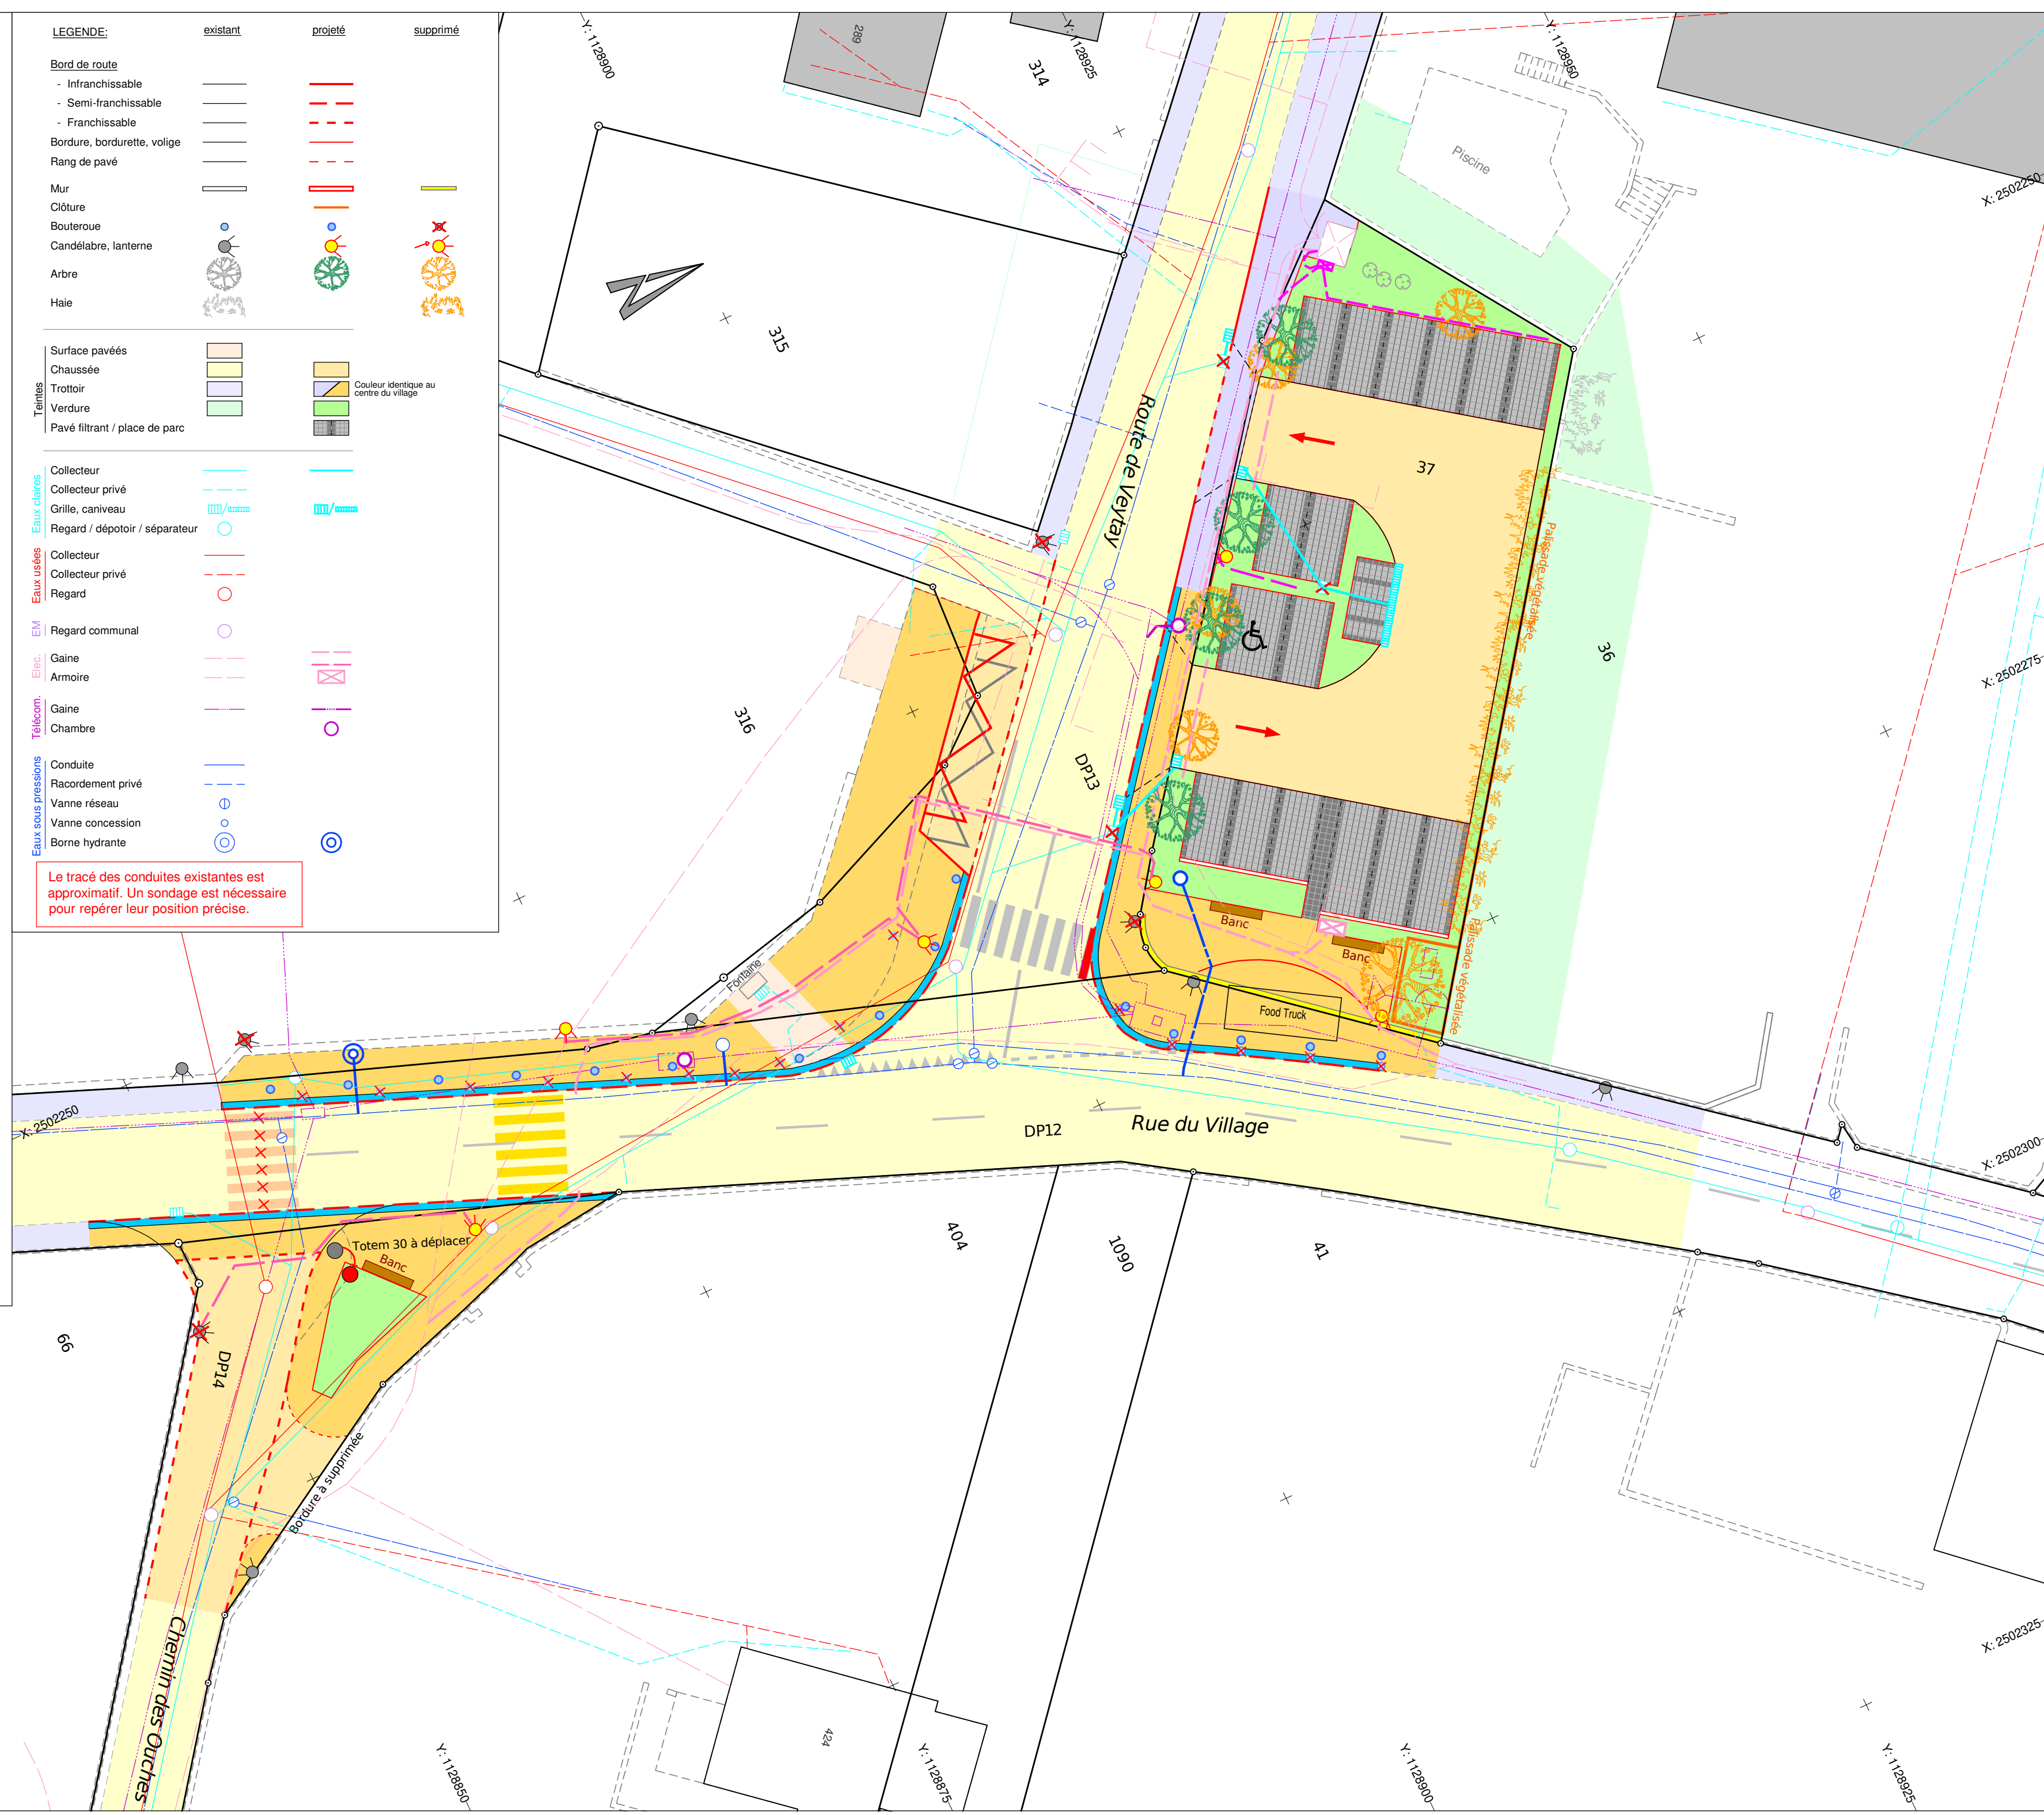 LEGENDE: existant projeté supprimé
Bord de route
- Infranchissable
- Semi-franchissable
- Franchissable
Bordure, bordurette, volige
Rang de pavé
Mur
Clôture
Bouteroue
Candélabre, lanterne
Arbre
Haie
Teintes
Surface pavéés
Chaussée
Trottoir
Couleur identique au
centre du village
Verdure
Pavé filtrant / place de parc
Eaux claires
Collecteur
Collecteur privé
Grille, caniveau
Regard / dépotoir / séparateur
Eaux usées
Collecteur
Collecteur privé
Regard
EM
Regard communal
Elec.
Gaine
Armoire
Télécom.
Gaine
Chambre
Eaux sous pressions
Conduite
Racordement privé
Vanne réseau
Vanne concession
Borne hydrante
Le tracé des conduites existantes est
approximatif. Un sondage est nécessaire
pour repérer leur position précise.
Y: 1128900
Y: 1128925
Y: 1128950
289
314
315
Piscine
X: 2502250
Route de Veytay
37
Palissade végétalisée
36
X: 2502275
316
DP13
Banc
Banc
Palissade végétalisée
Fontaine
Food Truck
X: 2502250
DP12
Rue du Village
X: 2502300
Totem 30 à déplacer
Banc
404
1090
41
66
DP14
Bordure à supprimée
Chemin des Ouches
X: 2502325
424
Y: 1128850
Y: 1128875
Y: 1128900
Y: 1128925